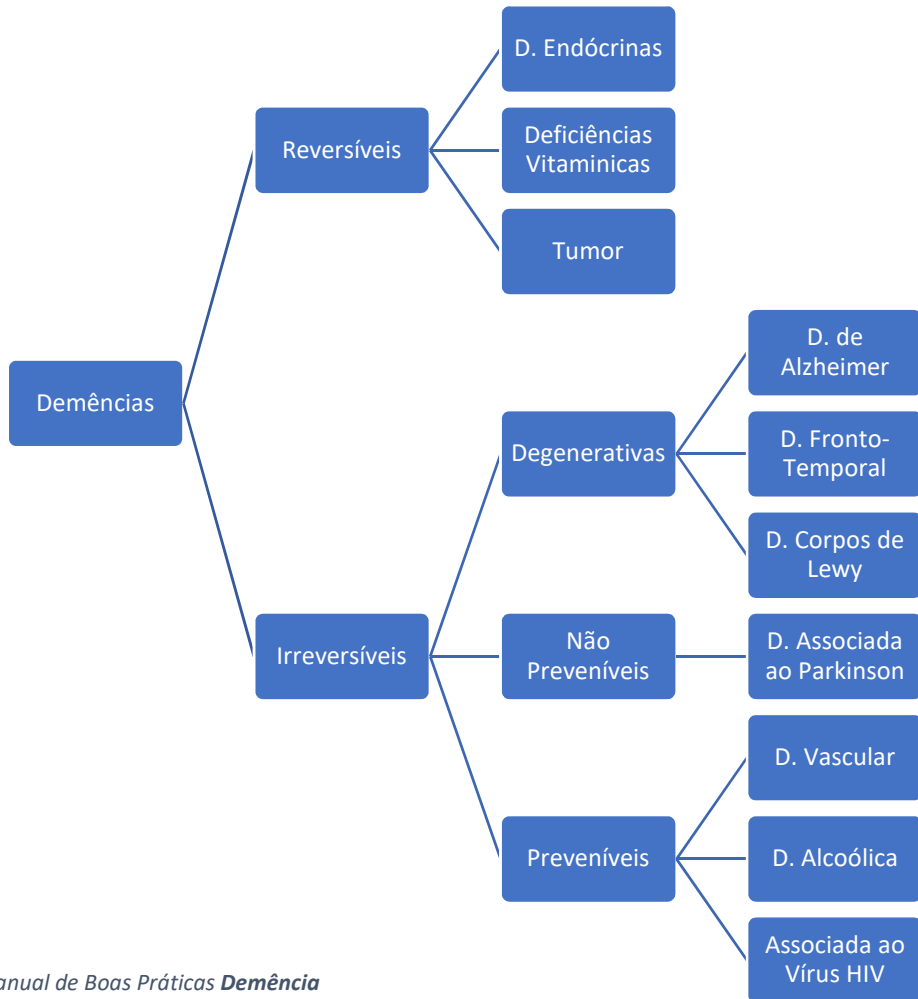 D. Endócrinas
Reversíveis
Deficiências
Vitaminicas
Tumor
Demências
Degenerativas
D. de
Alzheimer
D. Fronto-
Temporal
D. Corpos de
Lewy
Irreversíveis
Não
Preveníveis
D. Associada
ao Parkinson
Preveníveis
D. Vascular
D. Alcoólica
Associada ao
Vírus HIV
anual de Boas Práticas Demência